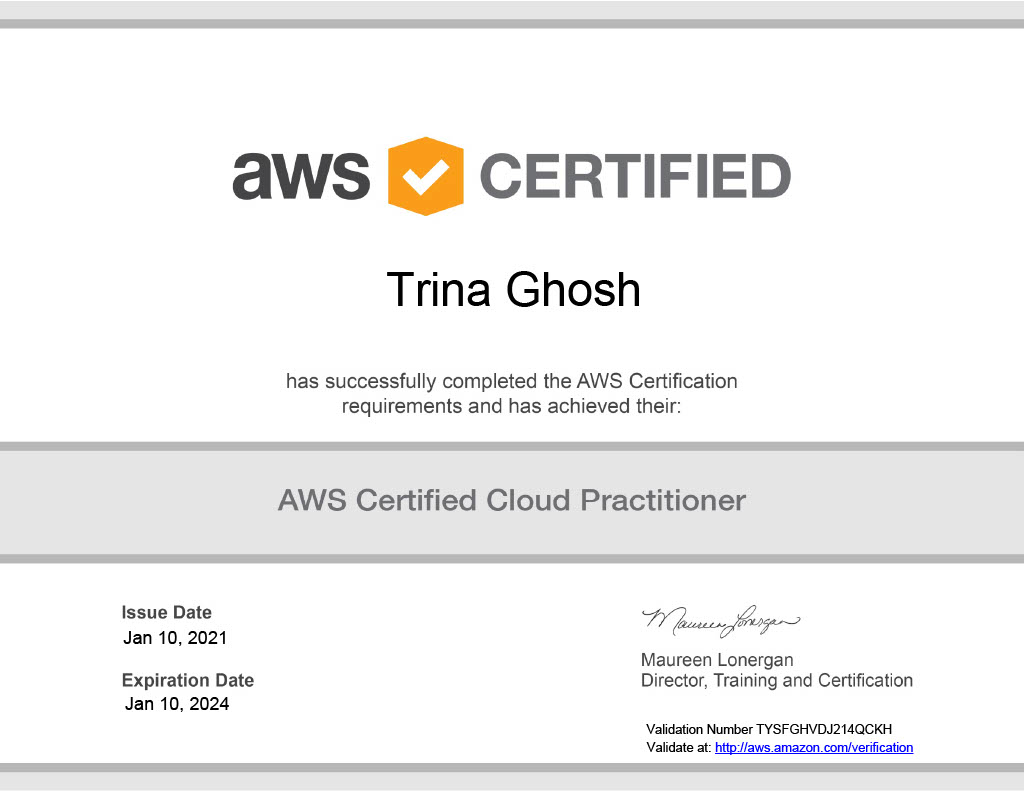 aws CERTIFIED
Trina Ghosh
has successfully completed the AWS Certification
requirements and has achieved their:
AWS Certified Cloud Practitioner
Issue Date
Jan 10, 2021
Expiration Date
Jan 10, 2024
Maureen Lonergan
Maureen Lonergan
Director, Training and Certification
Validation Number TYSFGHVDJ214QCKH
Validate at: http://aws.amazon.com/verification